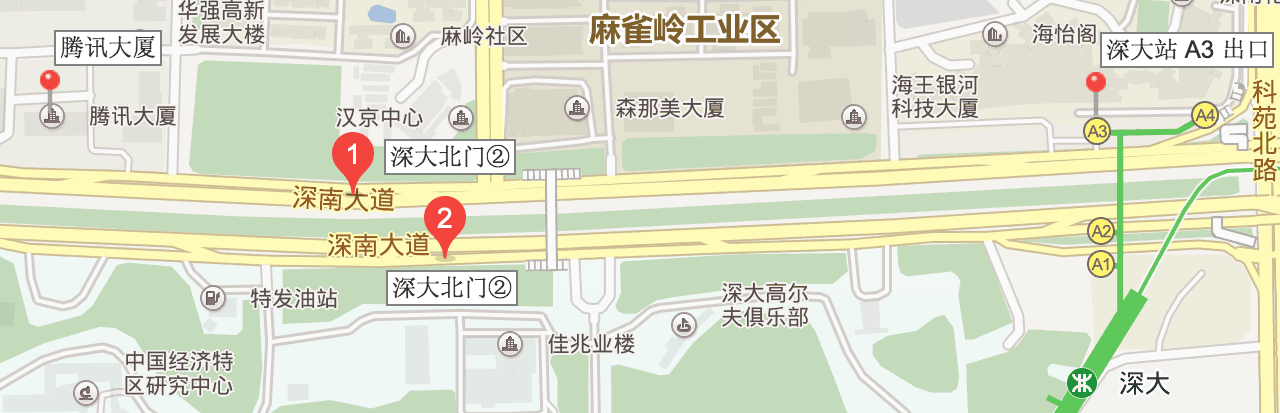 华强高新
发展大楼
麻岭社区
麻雀岭工业区
海怡阁
腾讯大厦
深大站 A3 出口
腾讯大厦
汉京中心
森那美大厦
海王银河
科技大厦
科苑北路
A3
A4
1
深大北门②
深南大道
2
深南大道
A2
A1
深大北门②
特发油站
深大高尔
夫俱乐部
佳兆业楼
中国经济特
区研究中心
深大